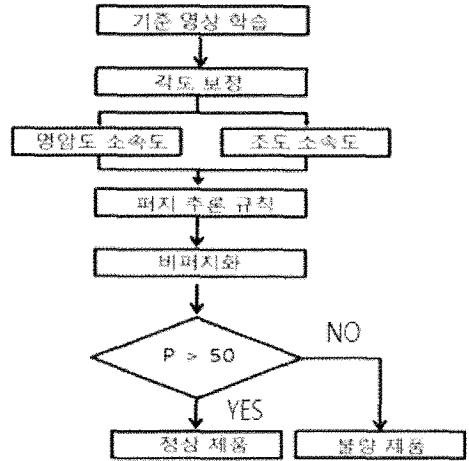 기준 영상 학습
각도 보정
명암도 소속도
조도 소속도
퍼지 추론 규칙
비퍼지화
P > 50
NO
YES
정상 제품
불량 제품